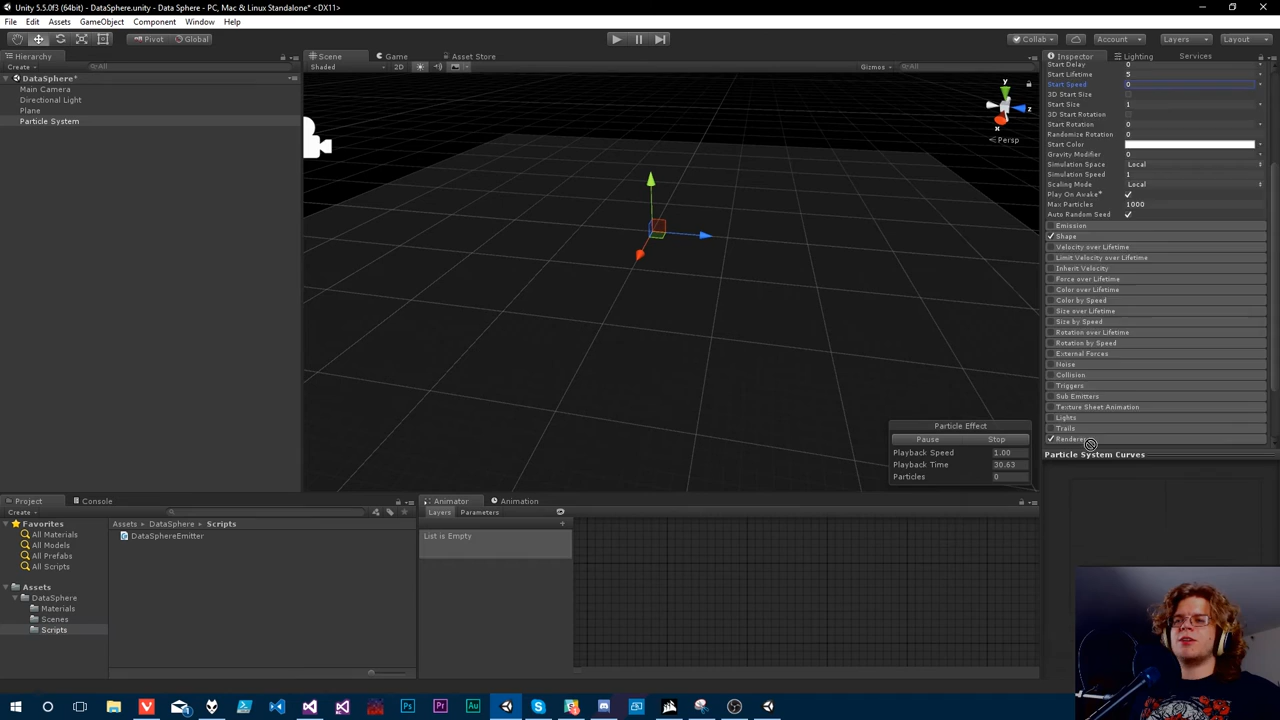 Unity 5.5.0f3 (64bit) - DataSphere.unity - Data Sphere - PC, Mac & Linux Standalone* <DX11>
File Edit Assets GameObject Component Window Help
Pivot Global Collab Account Layers Layout
Hierarchy Scene Game Asset Store Inspector Lighting Services
Create All Shaded 2D Gizmos All
DataSphere*
Main Camera
Directional Light
Plane
Particle System
y
z
x
Persp
Start Delay 0
Start Lifetime 5
Start Speed 0
3D Start Size
Start Size 1
3D Start Rotation
Start Rotation 0
Randomize Rotation 0
Start Color
Gravity Modifier 0
Simulation Space Local
Simulation Speed 1
Scaling Mode Local
Play On Awake*
Max Particles 1000
Auto Random Seed
Emission
Shape
Velocity over Lifetime
Limit Velocity over Lifetime
Inherit Velocity
Force over Lifetime
Color over Lifetime
Color by Speed
Size over Lifetime
Size by Speed
Rotation over Lifetime
Rotation by Speed
External Forces
Noise
Collision
Triggers
Sub Emitters
Texture Sheet Animation
Lights
Trails
Renderer
Particle System Curves
Particle Effect
Pause Stop
Playback Speed 1.00
Playback Time 30.63
Particles 0
Project Console
Create
Favorites
All Materials
All Models
All Prefabs
All Scripts
Assets
DataSphere
Materials
Scenes
Scripts
Assets DataSphere Scripts
DataSphereEmitter
Animator Animation
Layers Parameters
List is Empty